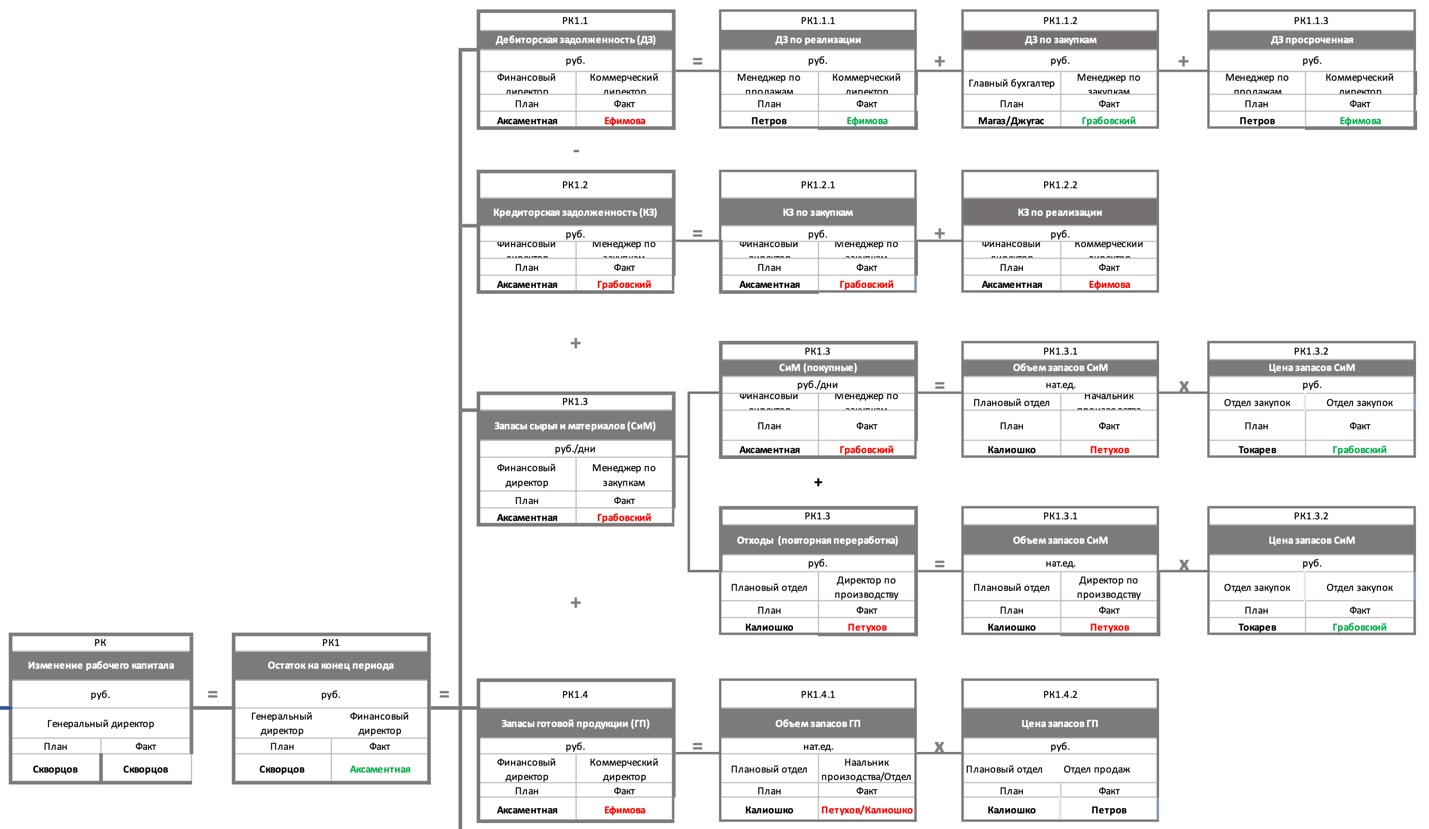 РК1.1
Дебиторская задолженность (ДЗ)
руб.
Финансовый директор Коммерческий директор
План Факт
Аксаментная Ефимова
=
РК1.1.1
ДЗ по реализации
руб.
Менеджер по продажам Коммерческий директор
План Факт
Петров Ефимова
+
РК1.1.2
ДЗ по закупкам
руб.
Главный бухгалтер Менеджер по закупкам
План Факт
Магаз/Джугас Грабовский
+
РК1.1.3
ДЗ просроченная
руб.
Менеджер по продажам Коммерческий директор
План Факт
Петров Ефимова
-
РК1.2
Кредиторская задолженность (КЗ)
руб.
Финансовый директор Менеджер по закупкам
План Факт
Аксаментная Грабовский
=
РК1.2.1
КЗ по закупкам
руб.
Финансовый директор Менеджер по закупкам
План Факт
Аксаментная Грабовский
+
РК1.2.2
КЗ по реализации
руб.
Финансовый директор Коммерческий директор
План Факт
Аксаментная Ефимова
+
РК1.3
Запасы сырья и материалов (СиМ)
руб./дни
Финансовый директор Менеджер по закупкам
План Факт
Аксаментная Грабовский
РК1.3
СиМ (покупные)
руб./дни
Финансовый директор Менеджер по закупкам
План Факт
Аксаментная Грабовский
=
РК1.3.1
Объем запасов СиМ
нат.ед.
Плановый отдел Начальник производства
План Факт
Калиошко Петухов
x
РК1.3.2
Цена запасов СиМ
руб.
Отдел закупок Отдел закупок
План Факт
Токарев Грабовский
+
РК1.3
Отходы (повторная переработка)
руб.
Плановый отдел Директор по производству
План Факт
Калиошко Петухов
=
РК1.3.1
Объем запасов СиМ
нат.ед.
Плановый отдел Директор по производству
План Факт
Калиошко Петухов
x
РК1.3.2
Цена запасов СиМ
руб.
Отдел закупок Отдел закупок
План Факт
Токарев Грабовский
+
РК
Изменение рабочего капитала
руб.
Генеральный директор
План Факт
Скворцов Скворцов
=
РК1
Остаток на конец периода
руб.
Генеральный директор Финансовый директор
План Факт
Скворцов Аксаментная
=
РК1.4
Запасы готовой продукции (ГП)
руб.
Финансовый директор Коммерческий директор
План Факт
Аксаментная Ефимова
=
РК1.4.1
Объем запасов ГП
нат.ед.
Плановый отдел Наальник произодства/Отдел
План Факт
Калиошко Петухов/Калиошко
x
РК1.4.2
Цена запасов ГП
руб.
Плановый отдел Отдел продаж
План Факт
Калиошко Петров